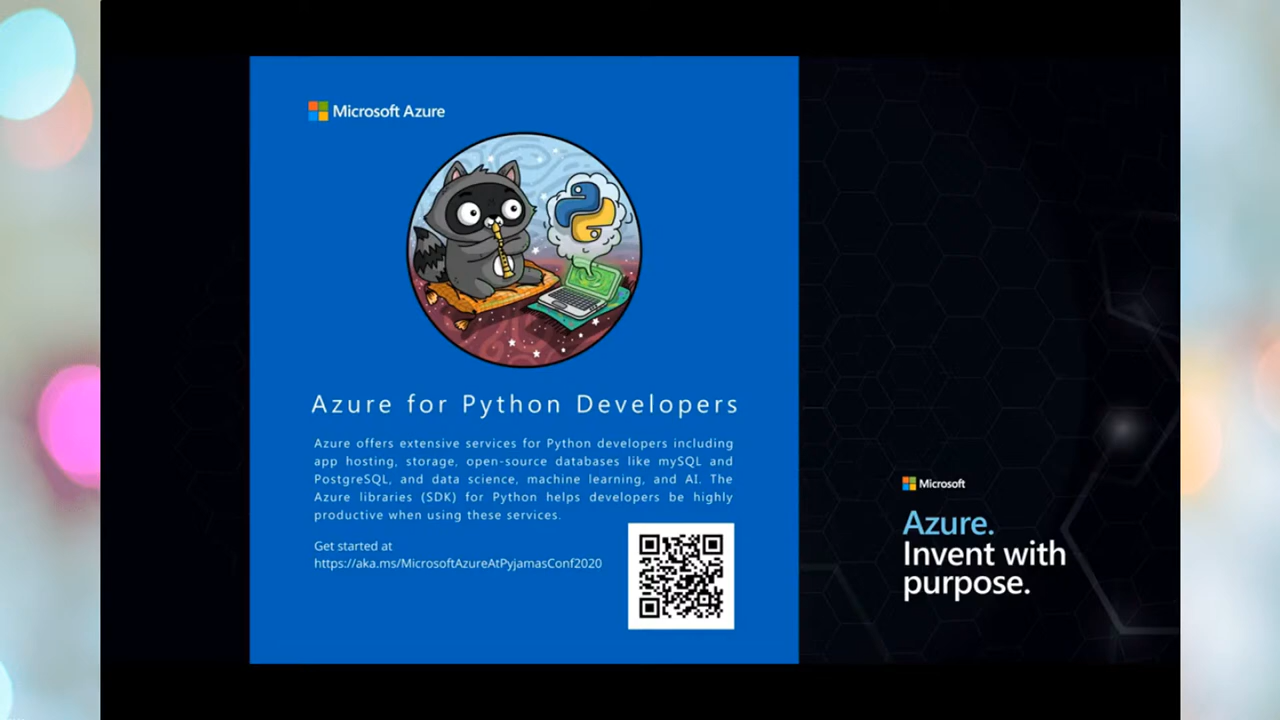 Microsoft Azure
Azure for Python Developers
Azure offers extensive services for Python developers including
app hosting, storage, open-source databases like mySQL and
PostgreSQL, and data science, machine learning, and AI. The
Azure libraries (SDK) for Python helps developers be highly
productive when using these services.
Get started at
https://aka.ms/MicrosoftAzureAtPyjamasConf2020
Microsoft
Azure.
Invent with
purpose.